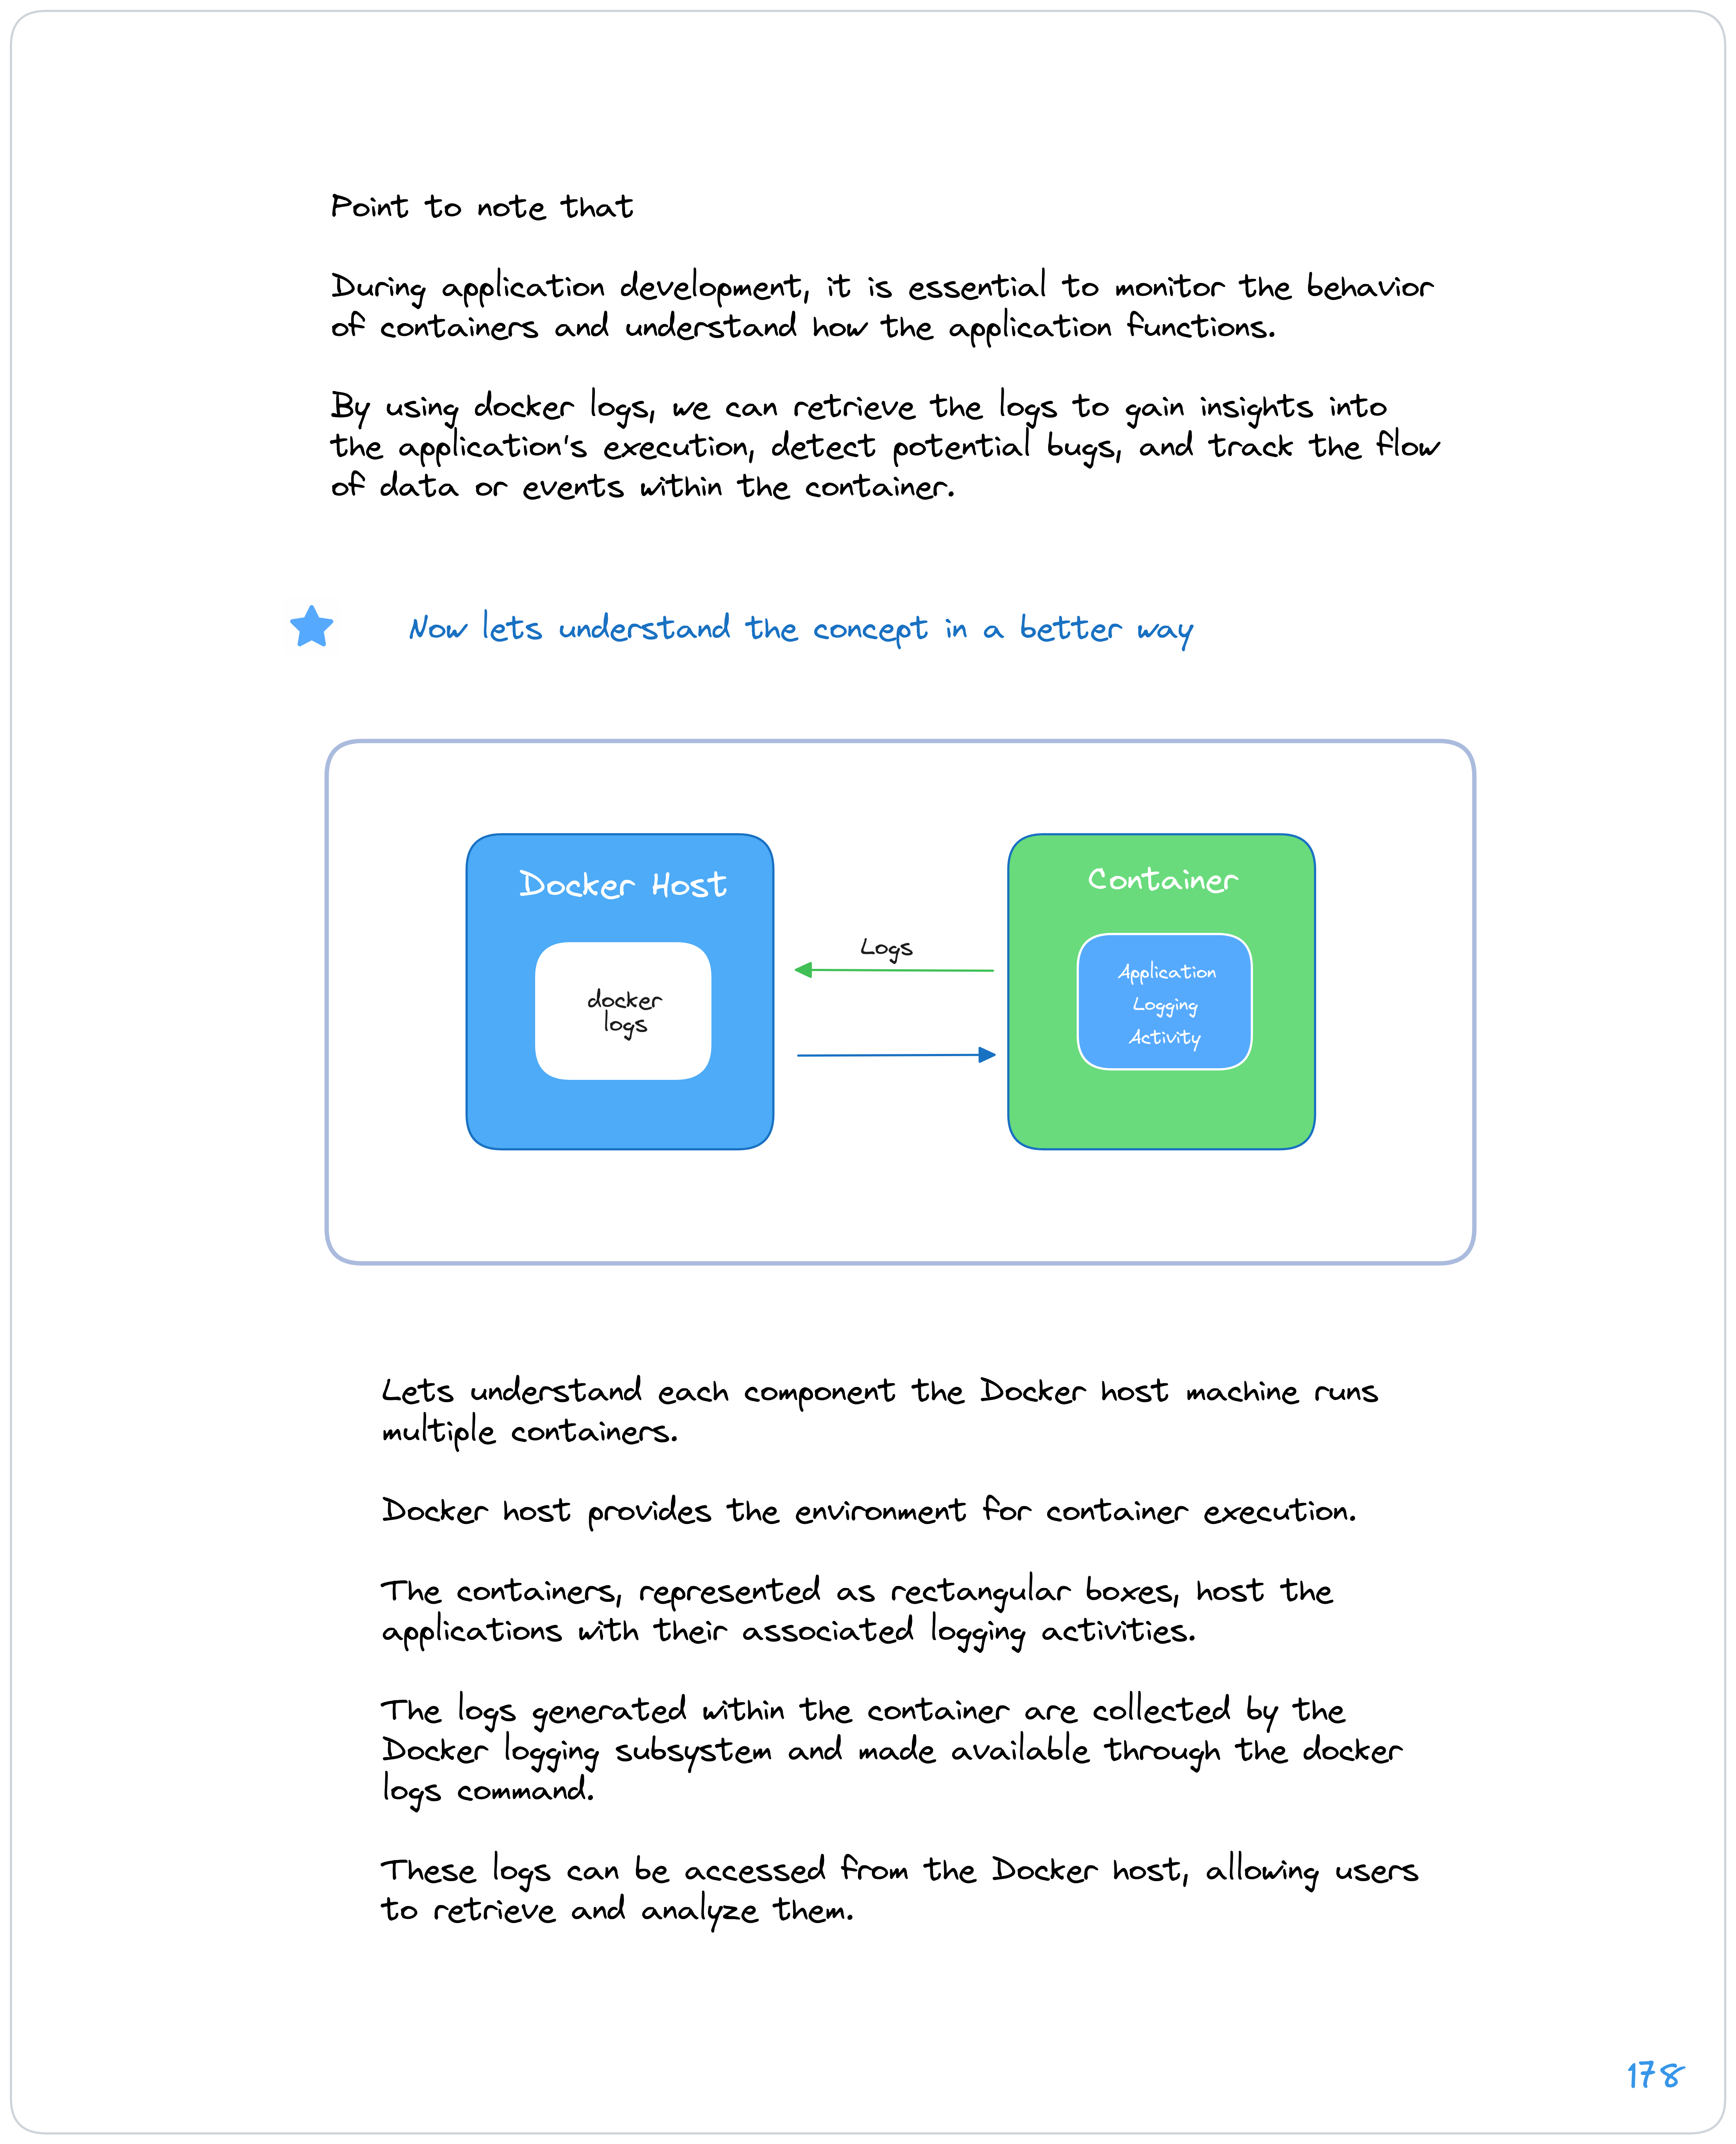 Point to note that
During application development, it is essential to monitor the behavior
of containers and understand how the application functions.
By using docker logs, we can retrieve the logs to gain insights into
the application's execution, detect potential bugs, and track the flow
of data or events within the container.
Now lets understand the concept in a better way
Docker Host
docker
logs
Logs
Container
Application
Logging
Activity
Lets understand each component the Docker host machine runs
multiple containers.
Docker host provides the environment for container execution.
The containers, represented as rectangular boxes, host the
applications with their associated logging activities.
The logs generated within the container are collected by the
Docker logging subsystem and made available through the docker
logs command.
These logs can be accessed from the Docker host, allowing users
to retrieve and analyze them.
178